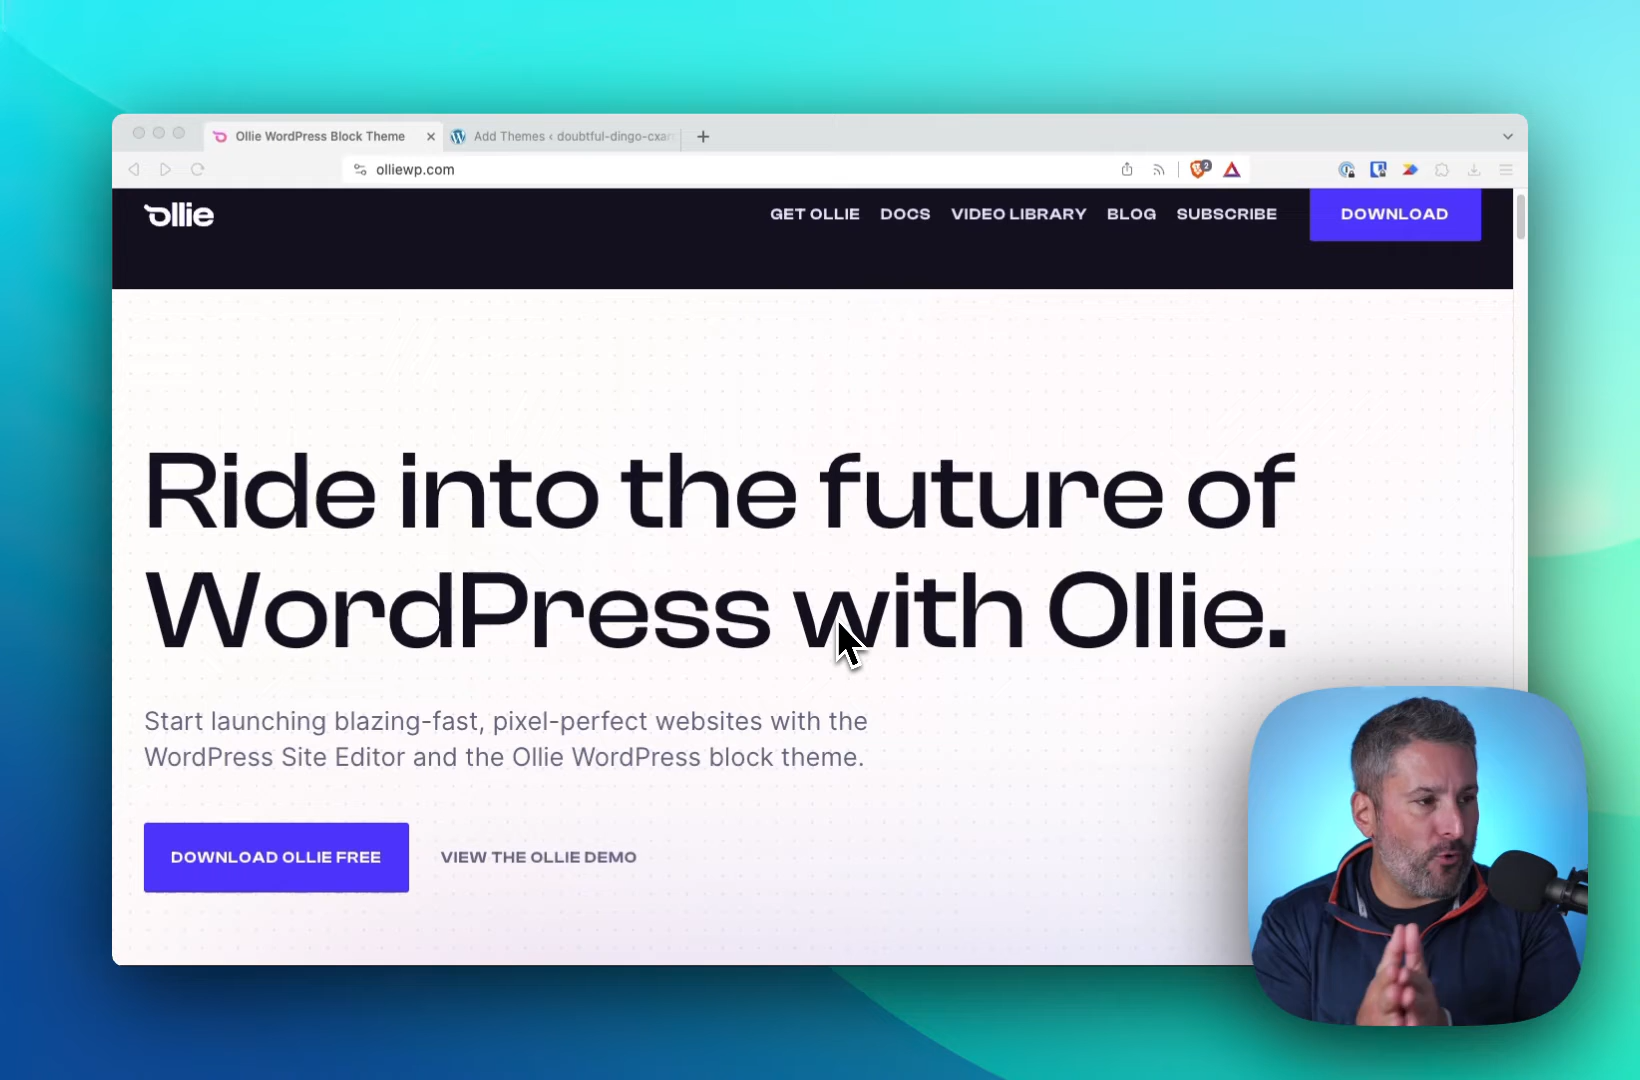 Ollie WordPress Block Theme
Add Themes ‹ doubtful-dingo-cxar
olliewp.com
2
ollie
GET OLLIE
DOCS
VIDEO LIBRARY
BLOG
SUBSCRIBE
DOWNLOAD
Ride into the future of
WordPress with Ollie.
Start launching blazing-fast, pixel-perfect websites with the
WordPress Site Editor and the Ollie WordPress block theme.
DOWNLOAD OLLIE FREE
VIEW THE OLLIE DEMO